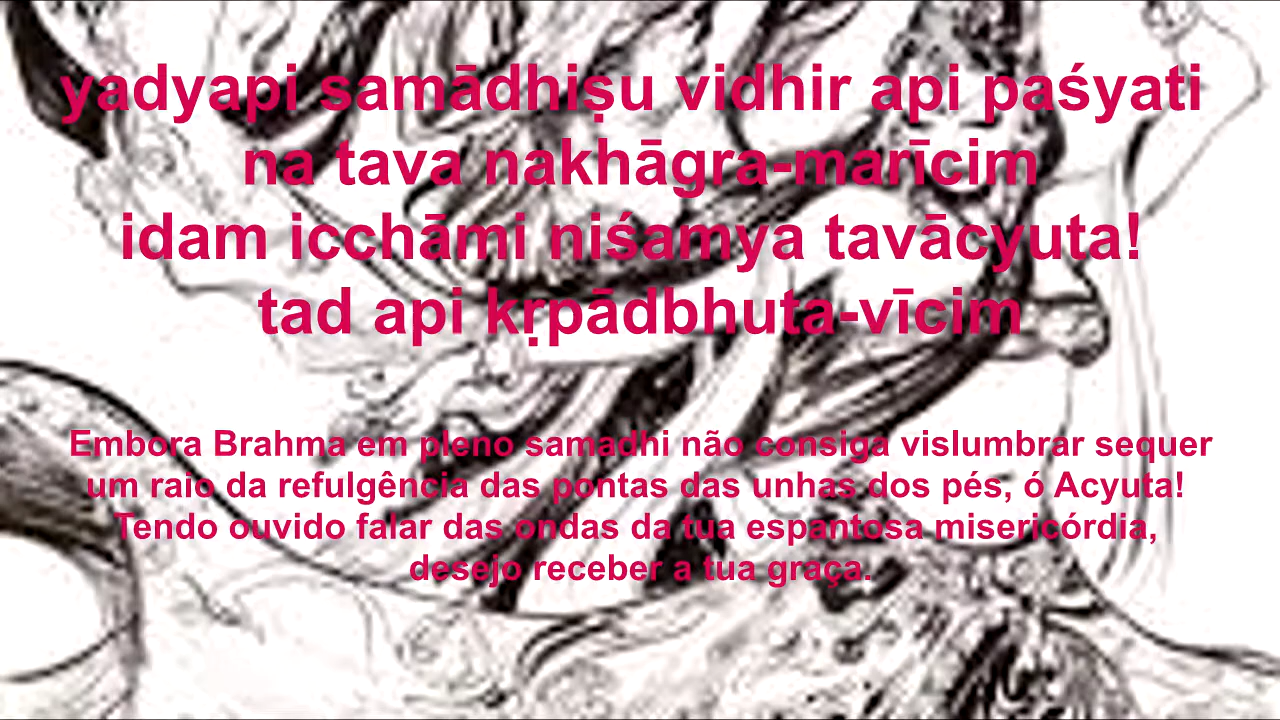 yadyapi samādhiṣu vidhir api paśyati
na tava nakhāgra-marīcim
idam icchāmi niśamya tavācyuta!
tad api kṛpādbhuta-vīcim
Embora Brahma em pleno samadhi não consiga vislumbrar sequer
um raio da refulgência das pontas das unhas dos pés, ó Acyuta!
Tendo ouvido falar das ondas da tua espantosa misericórdia,
desejo receber a tua graça.